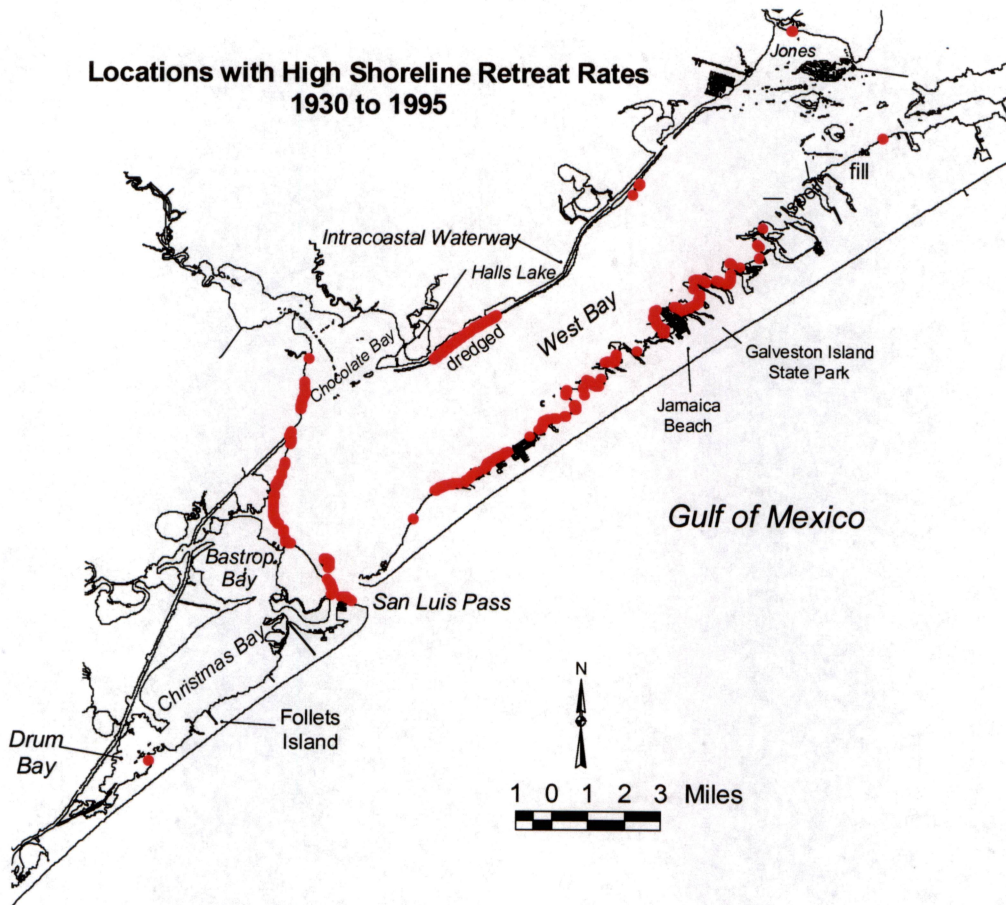 Locations with High Shoreline Retreat Rates
1930 to 1995
Jones
fill
Intracoastal Waterway
Halls Lake
West Bay
Chocolate Bay
dredged
Galveston Island
State Park
Jamaica
Beach
Gulf of Mexico
Bastrop
Bay
San Luis Pass
Christmas Bay
Follets
Island
Drum
Bay
N
1 0 1 2 3 Miles